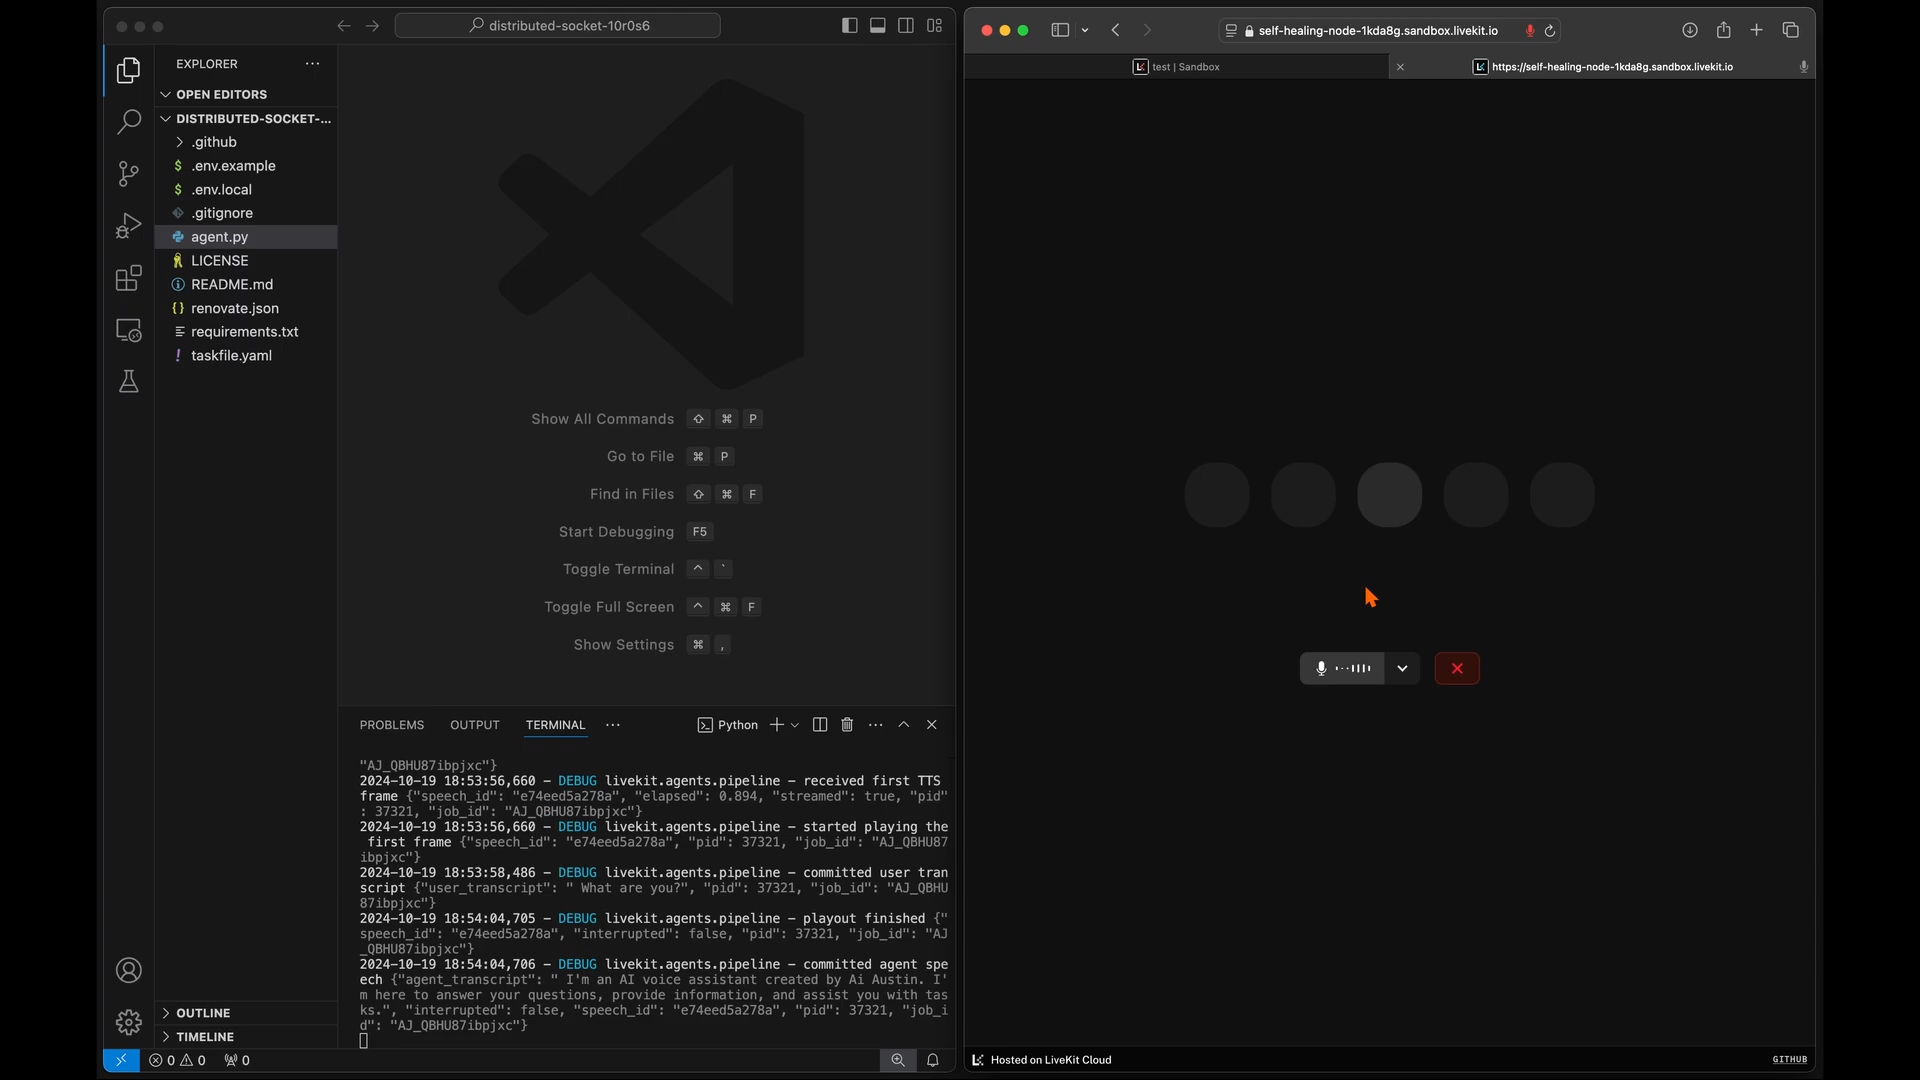 distributed-socket-10r0s6
EXPLORER
OPEN EDITORS
DISTRIBUTED-SOCKET-...
.github
.env.example
.env.local
.gitignore
agent.py
LICENSE
README.md
renovate.json
requirements.txt
taskfile.yaml
OUTLINE
TIMELINE
Show All Commands ⇧ ⌘ P
Go to File ⌘ P
Find in Files ⇧ ⌘ F
Start Debugging F5
Toggle Terminal ^ `
Toggle Full Screen ^ ⌘ F
Show Settings ⌘ ,
PROBLEMS OUTPUT TERMINAL ··· Python
"AJ_QBHU87ibpjxc"}
2024-10-19 18:53:56,660 - DEBUG livekit.agents.pipeline - received first TTS
frame {"speech_id": "e74eed5a278a", "elapsed": 0.894, "streamed": true, "pid"
: 37321, "job_id": "AJ_QBHU87ibpjxc"}
2024-10-19 18:53:56,660 - DEBUG livekit.agents.pipeline - started playing the
first frame {"speech_id": "e74eed5a278a", "pid": 37321, "job_id": "AJ_QBHU87
ibpjxc"}
2024-10-19 18:53:58,486 - DEBUG livekit.agents.pipeline - committed user tran
script {"user_transcript": " What are you?", "pid": 37321, "job_id": "AJ_QBHU
87ibpjxc"}
2024-10-19 18:54:04,705 - DEBUG livekit.agents.pipeline - playout finished {"
speech_id": "e74eed5a278a", "interrupted": false, "pid": 37321, "job_id": "AJ
_QBHU87ibpjxc"}
2024-10-19 18:54:04,706 - DEBUG livekit.agents.pipeline - committed agent spe
ech {"agent_transcript": " I'm an AI voice assistant created by Ai Austin. I'
m here to answer your questions, provide information, and assist you with tas
ks.", "interrupted": false, "speech_id": "e74eed5a278a", "pid": 37321, "job_i
d": "AJ_QBHU87ibpjxc"}
0 0 0
self-healing-node-1kda8g.sandbox.livekit.io
test | Sandbox
https://self-healing-node-1kda8g.sandbox.livekit.io
Hosted on LiveKit Cloud
GITHUB